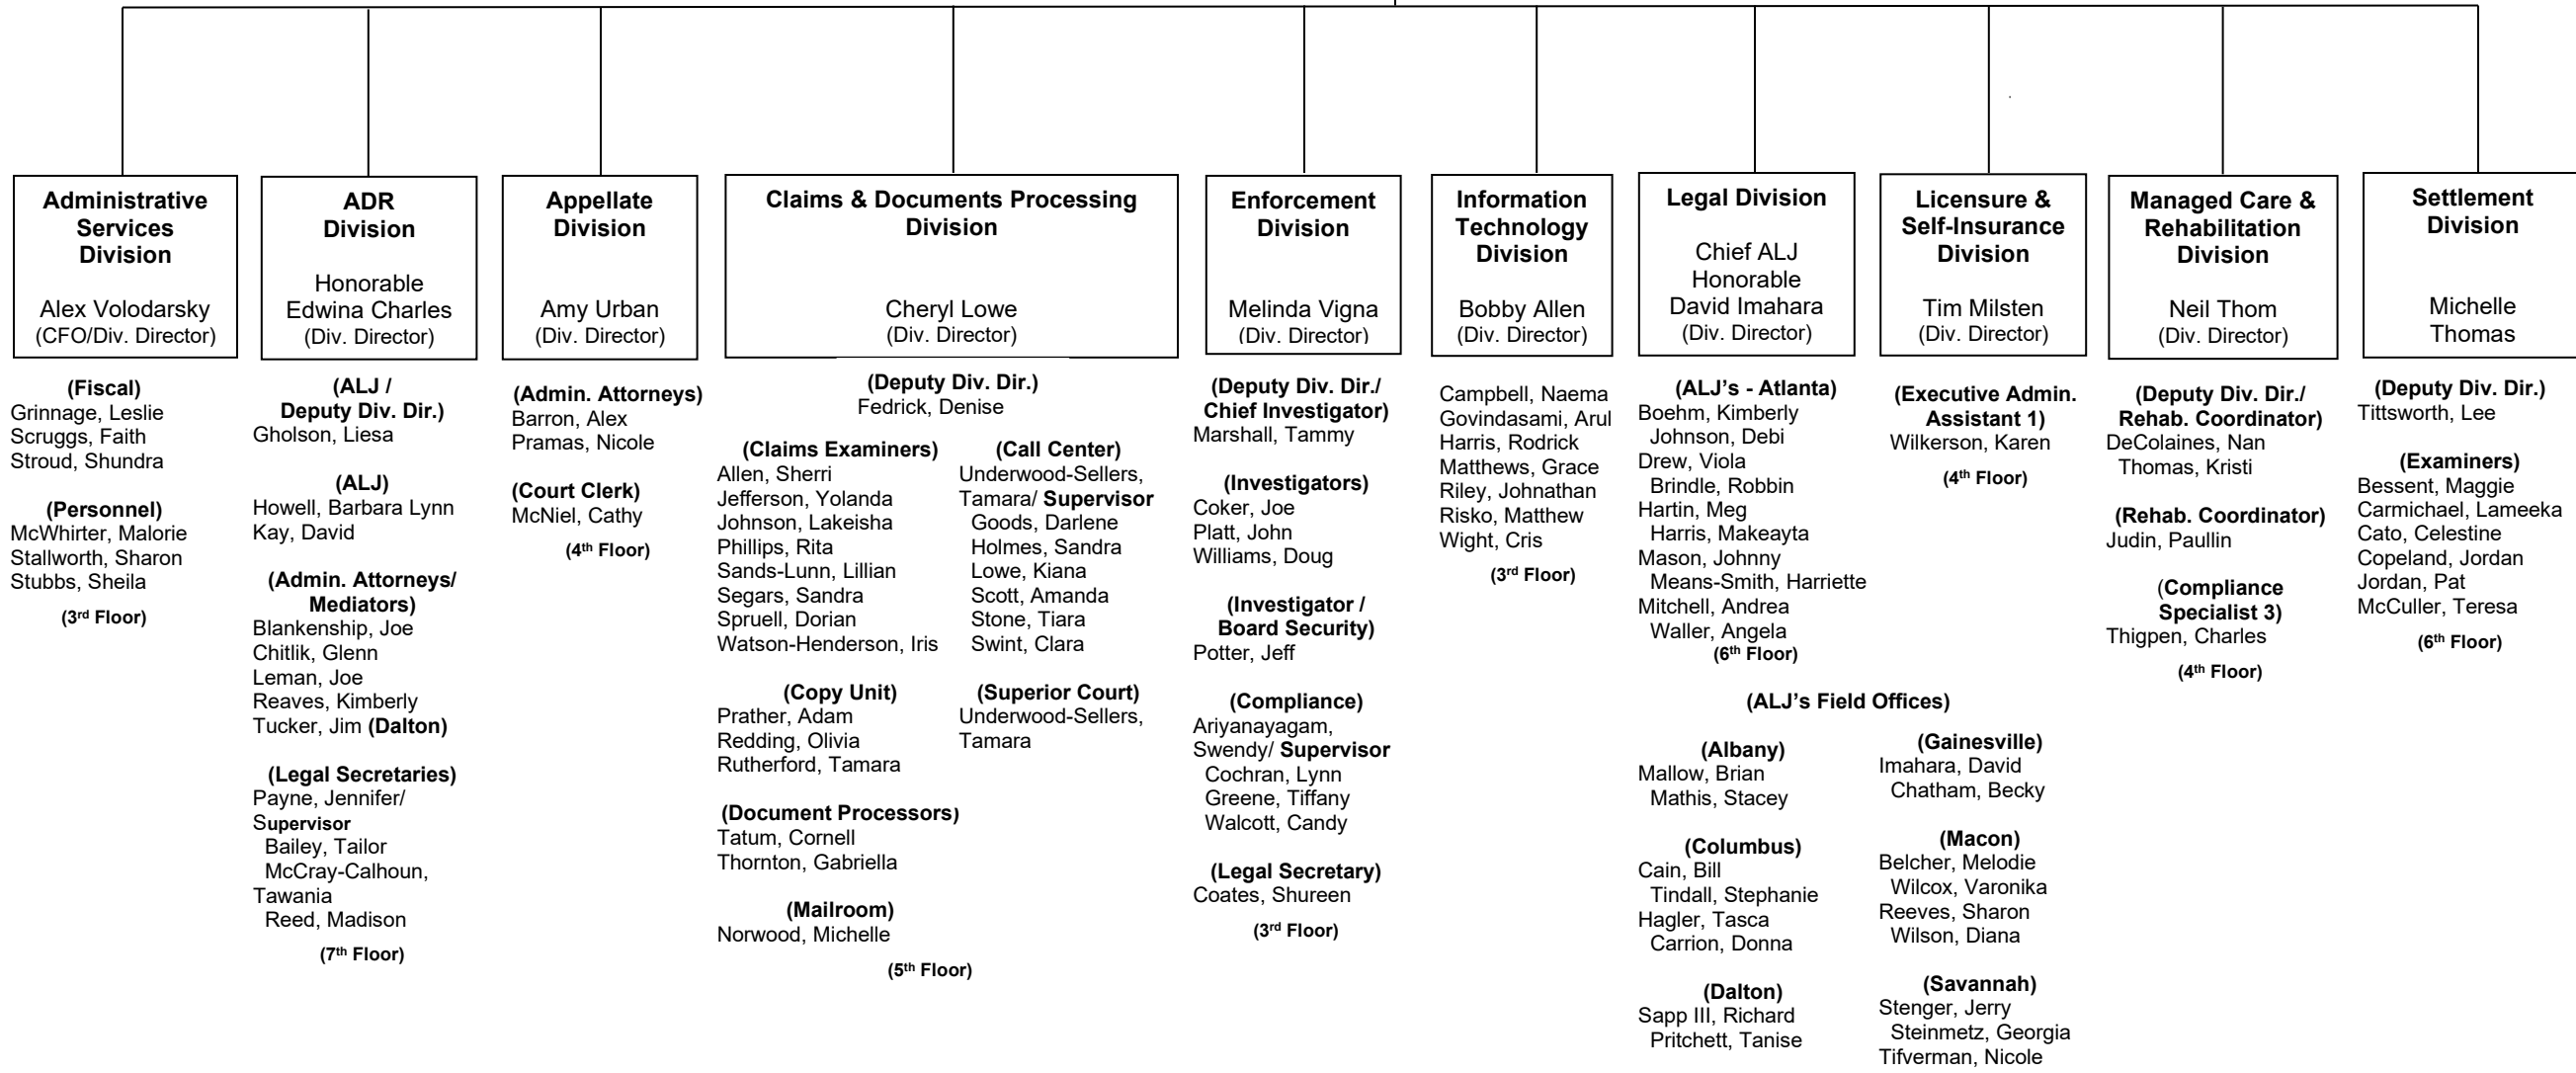 Administrative
Services
Division
Alex Volodarsky
(CFO/Div. Director)
(Fiscal)
Grinnage, Leslie
Scruggs, Faith
Stroud, Shundra
(Personnel)
McWhirter, Malorie
Stallworth, Sharon
Stubbs, Sheila
(3rd Floor)
ADR
Division
Honorable
Edwina Charles
(Div. Director)
(ALJ /
Deputy Div. Dir.)
Gholson, Liesa
(ALJ)
Howell, Barbara Lynn
Kay, David
(Admin. Attorneys/
Mediators)
Blankenship, Joe
Chitlik, Glenn
Leman, Joe
Reaves, Kimberly
Tucker, Jim (Dalton)
(Legal Secretaries)
Payne, Jennifer/
Supervisor
Bailey, Tailor
McCray-Calhoun,
Tawania
Reed, Madison
(7th Floor)
Appellate
Division
Amy Urban
(Div. Director)
(Admin. Attorneys)
Barron, Alex
Pramas, Nicole
(Court Clerk)
McNiel, Cathy
(4th Floor)
Claims & Documents Processing
Division
Cheryl Lowe
(Div. Director)
(Deputy Div. Dir.)
Fedrick, Denise
(Claims Examiners)
Allen, Sherri
Jefferson, Yolanda
Johnson, Lakeisha
Phillips, Rita
Sands-Lunn, Lillian
Segars, Sandra
Spruell, Dorian
Watson-Henderson, Iris
(Copy Unit)
Prather, Adam
Redding, Olivia
Rutherford, Tamara
(Document Processors)
Tatum, Cornell
Thornton, Gabriella
(Mailroom)
Norwood, Michelle
(Call Center)
Underwood-Sellers,
Tamara/ Supervisor
Goods, Darlene
Holmes, Sandra
Lowe, Kiana
Scott, Amanda
Stone, Tiara
Swint, Clara
(Superior Court)
Underwood-Sellers,
Tamara
(5th Floor)
Enforcement
Division
Melinda Vigna
(Div. Director)
(Deputy Div. Dir./
Chief Investigator)
Marshall, Tammy
(Investigators)
Coker, Joe
Platt, John
Williams, Doug
(Investigator /
Board Security)
Potter, Jeff
(Compliance)
Ariyanayagam,
Swendy/ Supervisor
Cochran, Lynn
Greene, Tiffany
Walcott, Candy
(Legal Secretary)
Coates, Shureen
(3rd Floor)
Information
Technology
Division
Bobby Allen
(Div. Director)
Campbell, Naema
Govindasami, Arul
Harris, Rodrick
Matthews, Grace
Riley, Johnathan
Risko, Matthew
Wight, Cris
(3rd Floor)
Legal Division
Chief ALJ
Honorable
David Imahara
(Div. Director)
(ALJ's - Atlanta)
Boehm, Kimberly
Johnson, Debi
Drew, Viola
Brindle, Robbin
Hartin, Meg
Harris, Makeayta
Mason, Johnny
Means-Smith, Harriette
Mitchell, Andrea
Waller, Angela
(6th Floor)
(ALJ’s Field Offices)
(Albany)
Mallow, Brian
Mathis, Stacey
(Columbus)
Cain, Bill
Tindall, Stephanie
Hagler, Tasca
Carrion, Donna
(Dalton)
Sapp III, Richard
Pritchett, Tanise
(Gainesville)
Imahara, David
Chatham, Becky
(Macon)
Belcher, Melodie
Wilcox, Varonika
Reeves, Sharon
Wilson, Diana
(Savannah)
Stenger, Jerry
Steinmetz, Georgia
Tifverman, Nicole
Licensure &
Self-Insurance
Division
Tim Milsten
(Div. Director)
(Executive Admin.
Assistant 1)
Wilkerson, Karen
(4th Floor)
Managed Care &
Rehabilitation
Division
Neil Thom
(Div. Director)
(Deputy Div. Dir./
Rehab. Coordinator)
DeColaines, Nan
Thomas, Kristi
(Rehab. Coordinator)
Judin, Paullin
(Compliance
Specialist 3)
Thigpen, Charles
(4th Floor)
Settlement
Division
Michelle
Thomas
(Deputy Div. Dir.)
Tittsworth, Lee
(Examiners)
Bessent, Maggie
Carmichael, Lameeka
Cato, Celestine
Copeland, Jordan
Jordan, Pat
McCuller, Teresa
(6th Floor)